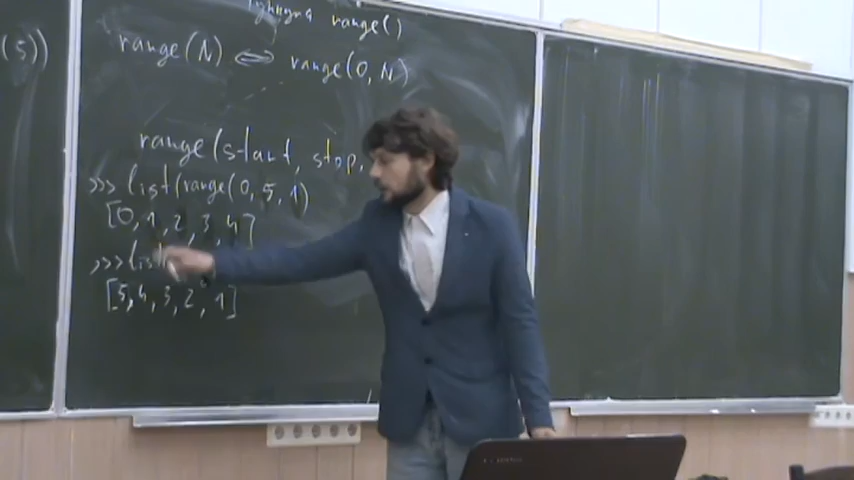 (5))
функция range()
range(N) ⇔ range(0, N)
range(start, stop,
>>> list(range(0, 5, 1)
[0, 1, 2, 3, 4]
>>> list
[5, 4, 3, 2, 1]